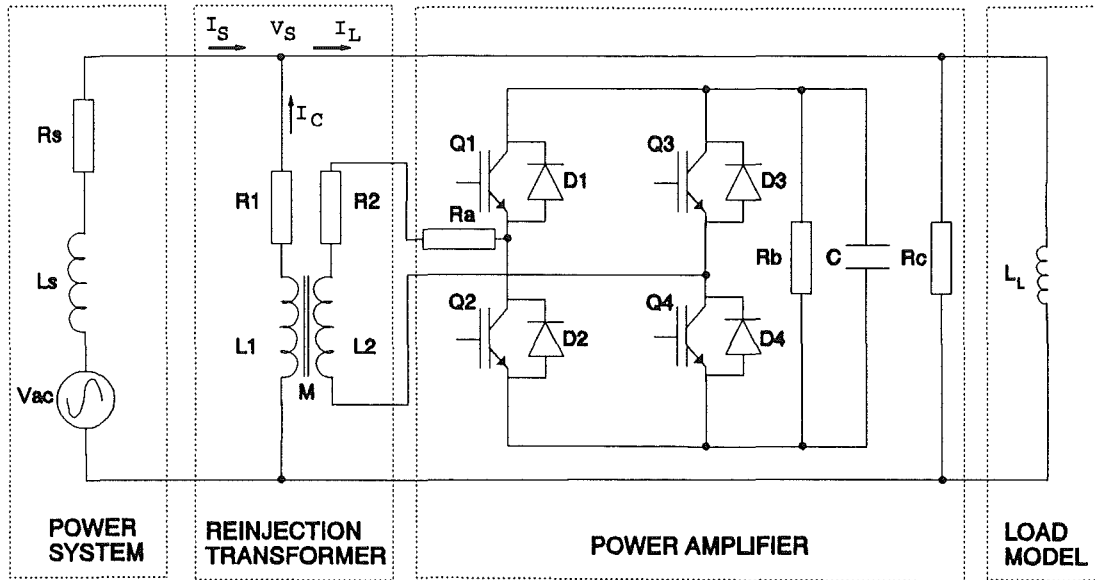 I_S V_S I_L
I_C
Rs
R1 R2
Ra
Q1 D1 Q3 D3
Ls
L1 L2
M
Vac
Q2 D2 Q4 D4
Rb C Rc
L_L
POWER
SYSTEM
REINJECTION
TRANSFORMER
POWER AMPLIFIER
LOAD
MODEL